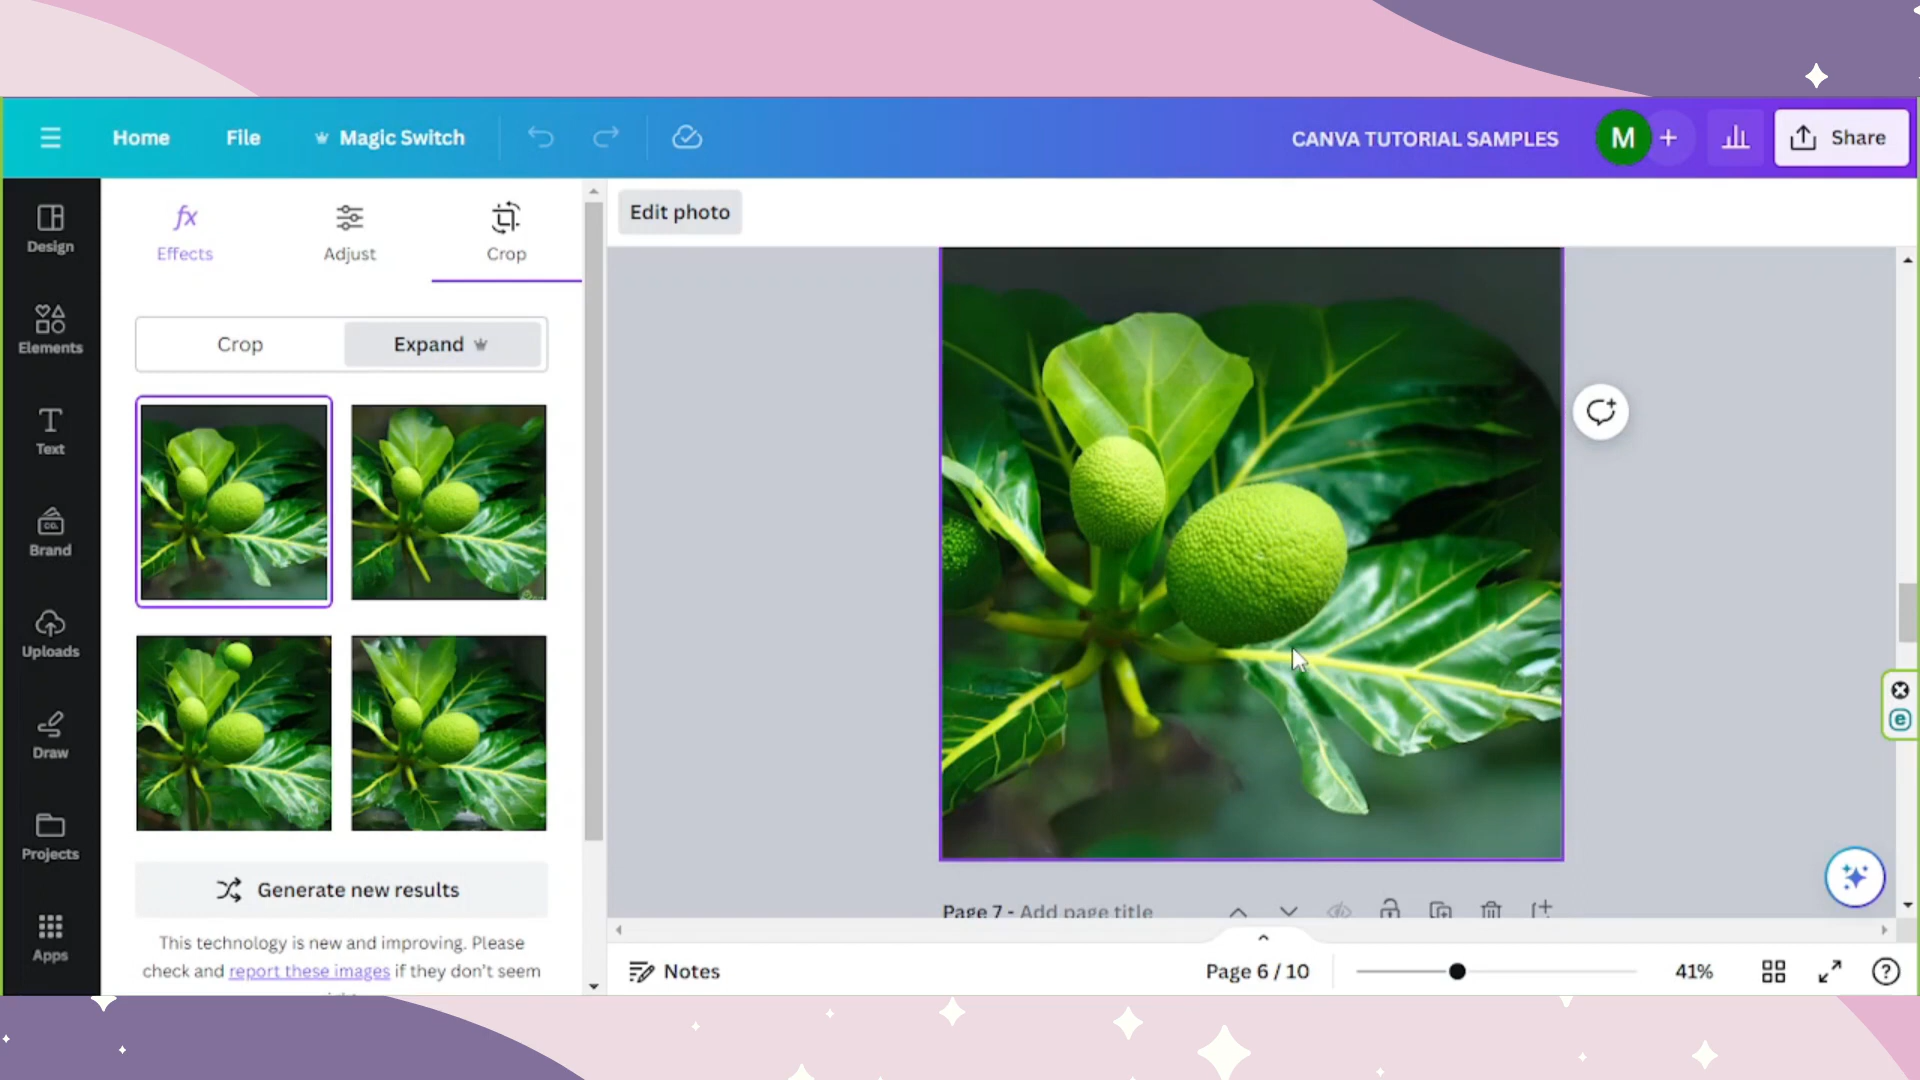 Home
File
Magic Switch
CANVA TUTORIAL SAMPLES
M
+
Share
Design
Elements
Text
CO.
Brand
Uploads
Draw
Projects
Apps
fx
Effects
Adjust
Crop
Crop
Expand
Generate new results
This technology is new and improving. Please
check and report these images if they don't seem
Edit photo
Page 7 - Add page title
Notes
Page 6 / 10
41%
?
e